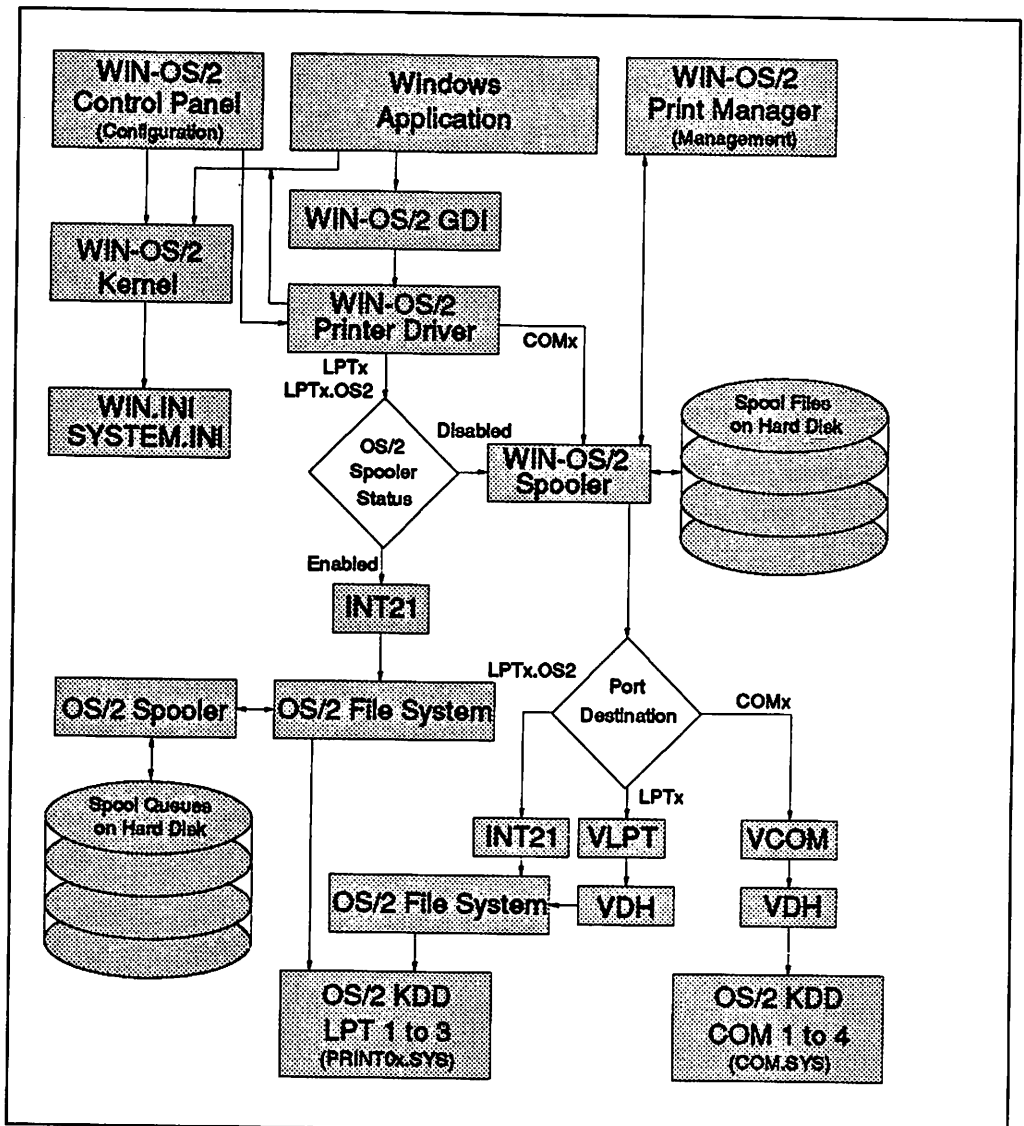 WIN-OS/2
Control Panel
(Configuration)
Windows
Application
WIN-OS/2
Print Manager
(Management)
WIN-OS/2 GDI
WIN-OS/2
Kernel
WIN-OS/2
Printer Driver
COMx
LPTx
LPTx.OS2
WIN.INI
SYSTEM.INI
OS/2
Spooler
Status
Disabled
WIN-OS/2
Spooler
Spool Files
on Hard Disk
Enabled
INT21
LPTx.OS2
Port
Destination
COMx
OS/2 Spooler
OS/2 File System
LPTx
Spool Queues
on Hard Disk
INT21
VLPT
VCOM
OS/2 File System
VDH
VDH
OS/2 KDD
LPT 1 to 3
(PRINT0x.SYS)
OS/2 KDD
COM 1 to 4
(COM.SYS)